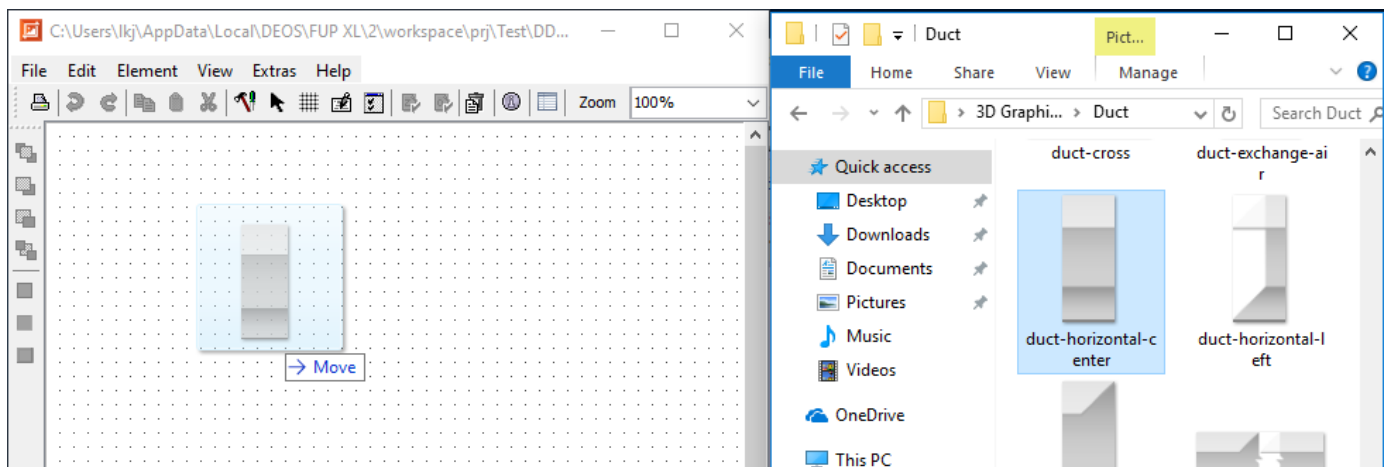 C:\Users\lkj\AppData\Local\DEOS\FUP XL\2\workspace\prj\Test\DD...
File Edit Element View Extras Help
Zoom 100%
Move
Duct
Pict...
File Home Share View Manage
3D Graphi... Duct
Search Duct
Quick access
Desktop
Downloads
Documents
Pictures
Music
Videos
OneDrive
This PC
duct-cross
duct-exchange-ai
r
duct-horizontal-c
enter
duct-horizontal-l
eft